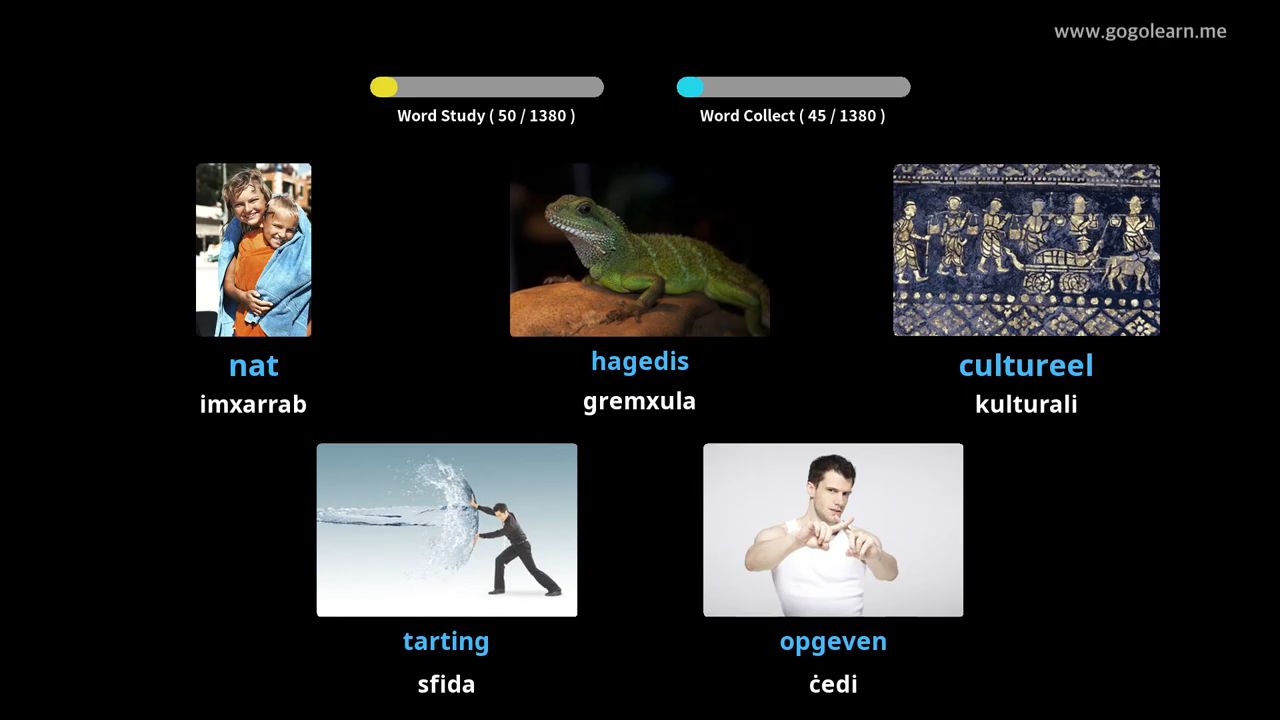 www.gogolearn.me
Word Study ( 50 / 1380 )
Word Collect ( 45 / 1380 )
nat
imxarrab
hagedis
gremxula
cultureel
kulturali
tarting
sfida
opgeven
ċedi